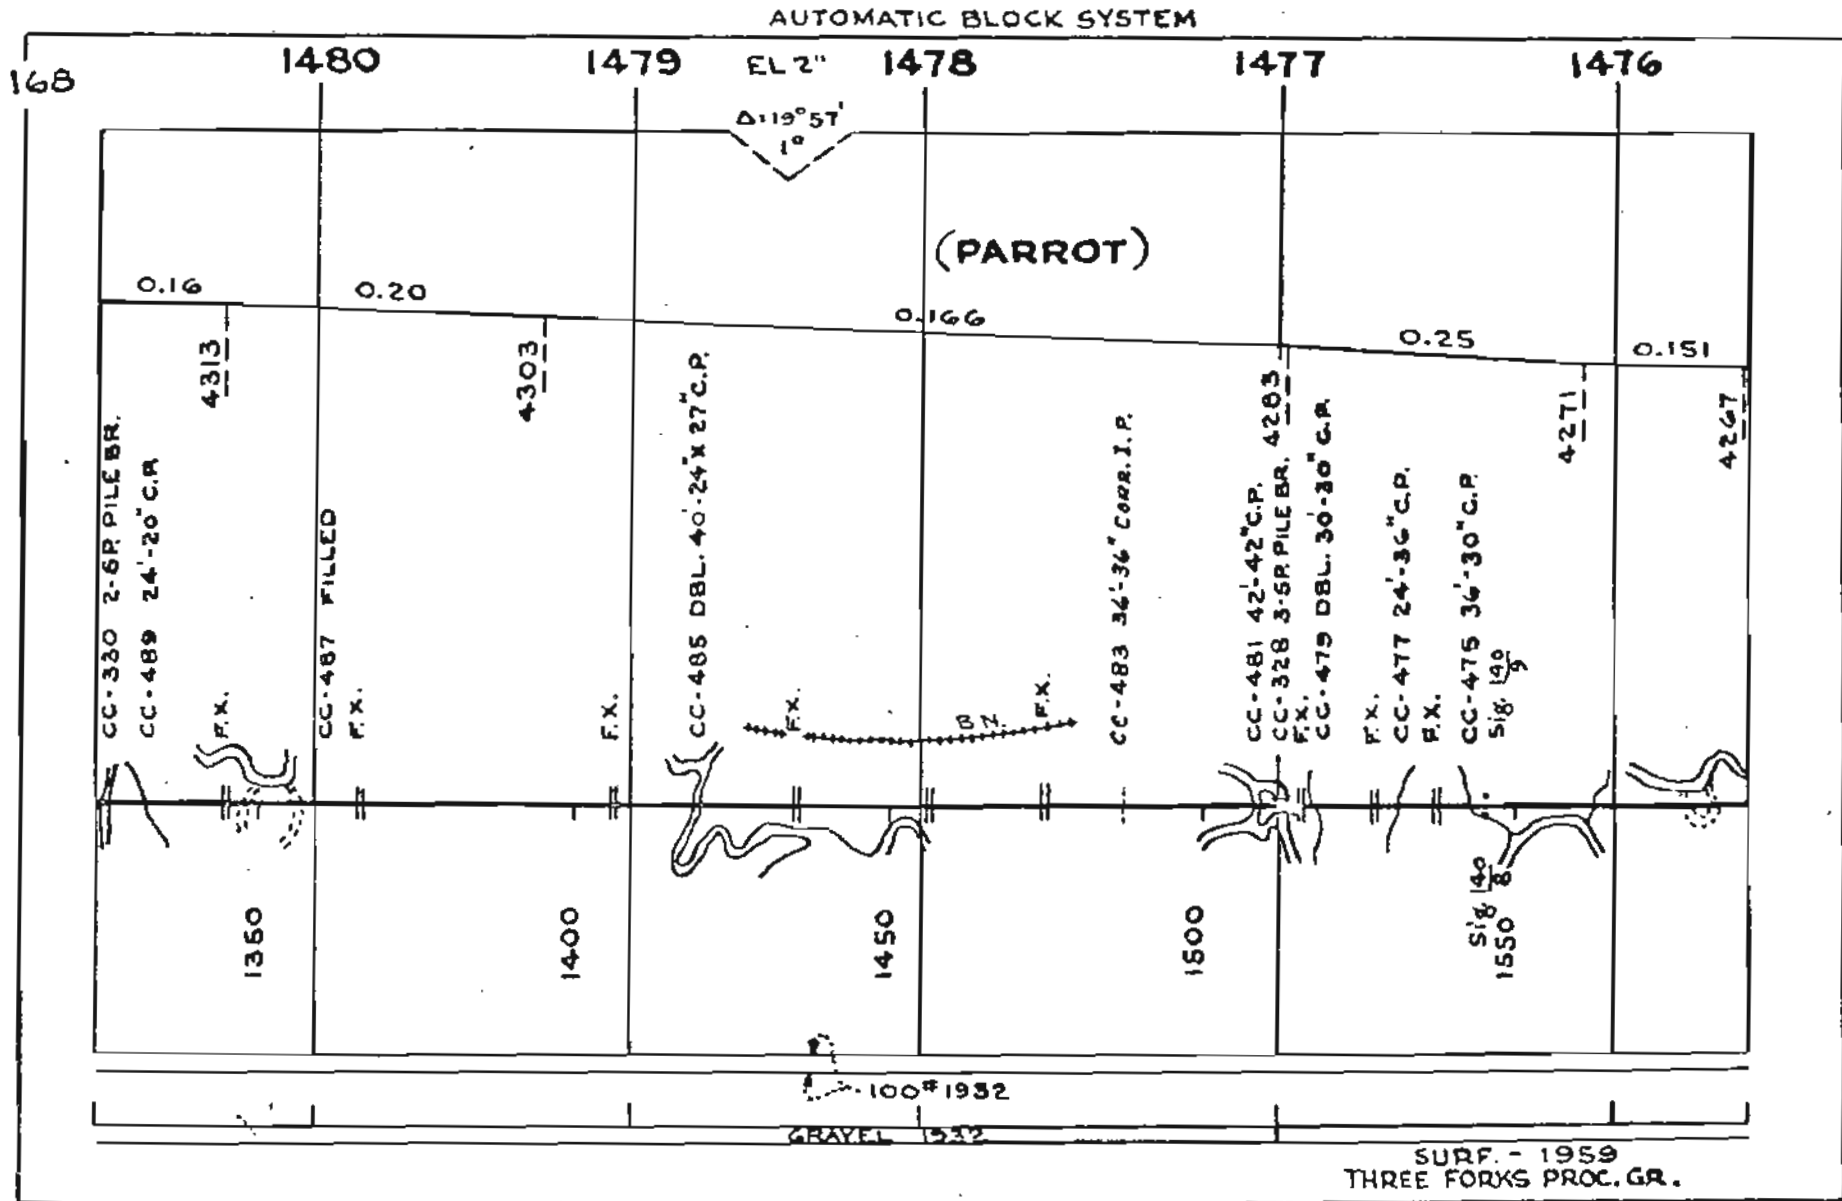 AUTOMATIC BLOCK SYSTEM
168
1480
1479
EL 2"
1478
1477
1476
Δ:19°57'
1°
(PARROT)
0.16
0.20
0.166
0.25
0.151
4313
4303
4283
4271
4267
CC-330 2-SP. PILE BR.
CC-489 24'-20" C.P.
F.X.
CC-487 FILLED
F.X.
F.X.
CC-485 DBL. 40'-24" X 27" C.P.
F.X.
B.N.
F.X.
CC-483 36'-36" CORR. I. P.
CC-481 42'-42" C.P.
CC-328 3-SP. PILE BR.
F.X.
CC-479 DBL. 30'-30" C.P.
F.X.
CC-477 24'-36" C.P.
F.X.
CC-475 36'-30" C.P.
Sig. 140/9
Sig. 140/8
1350
1400
1450
1500
1550
100# 1932
GRAVEL 1932
SURF. - 1959
THREE FORKS PROC. GR.